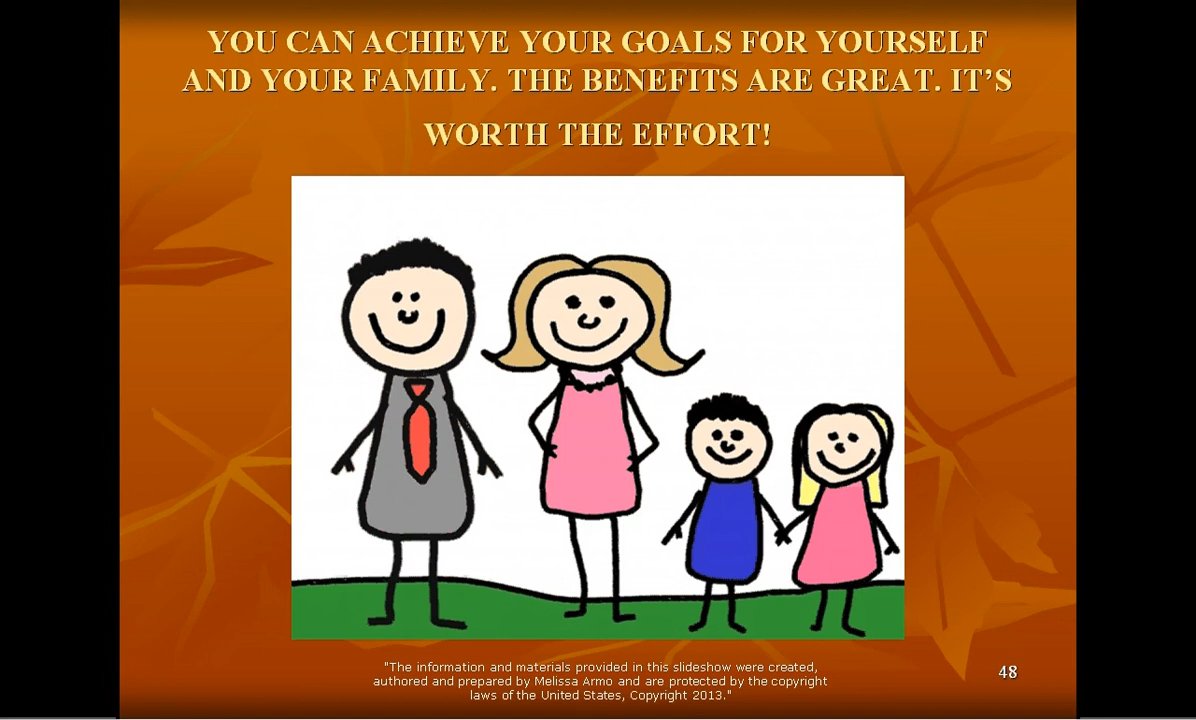 YOU CAN ACHIEVE YOUR GOALS FOR YOURSELF
AND YOUR FAMILY. THE BENEFITS ARE GREAT. IT’S
WORTH THE EFFORT!
"The information and materials provided in this slideshow were created,
authored and prepared by Melissa Armo and are protected by the copyright
laws of the United States, Copyright 2013."
48